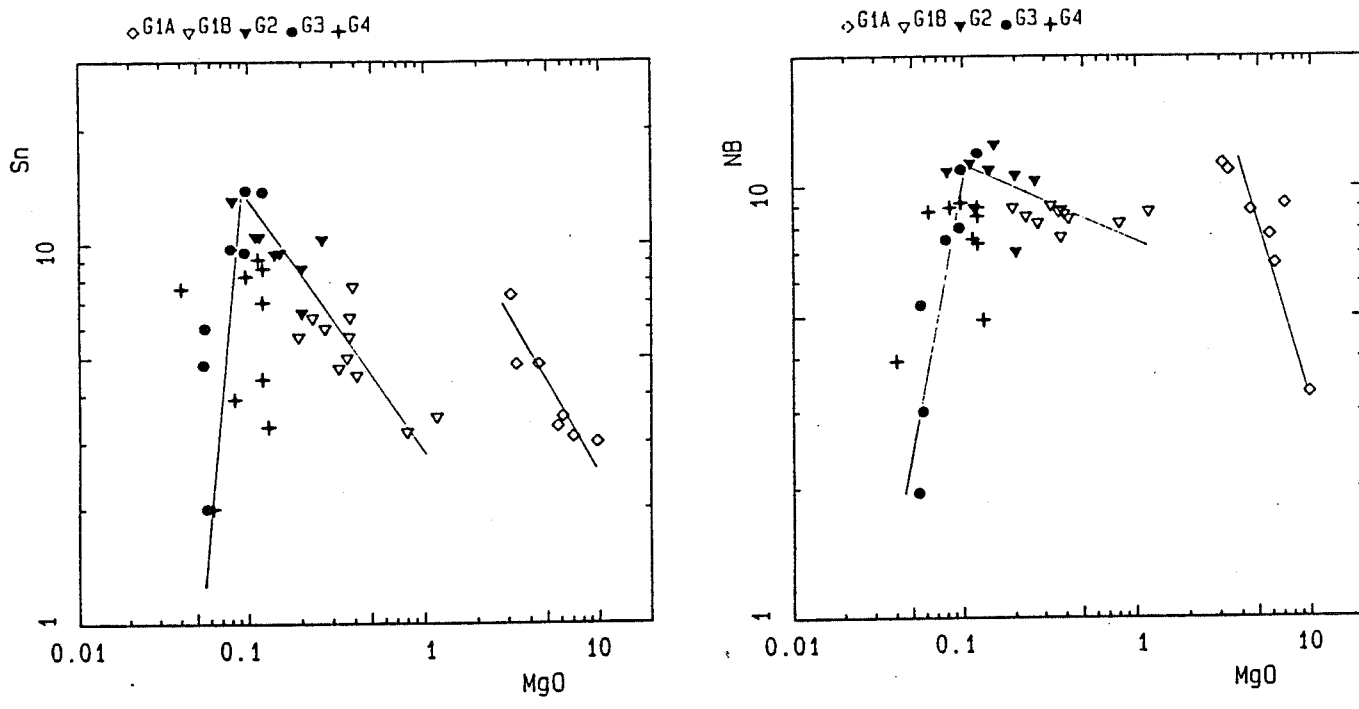 ◇ G1A ▽ G1B ▼ G2 ● G3 + G4
Sn
10
1
0.01 0.1 1 10
MgO
◇ G1A ▽ G1B ▼ G2 ● G3 + G4
NB
10
1
0.01 0.1 1 10
MgO